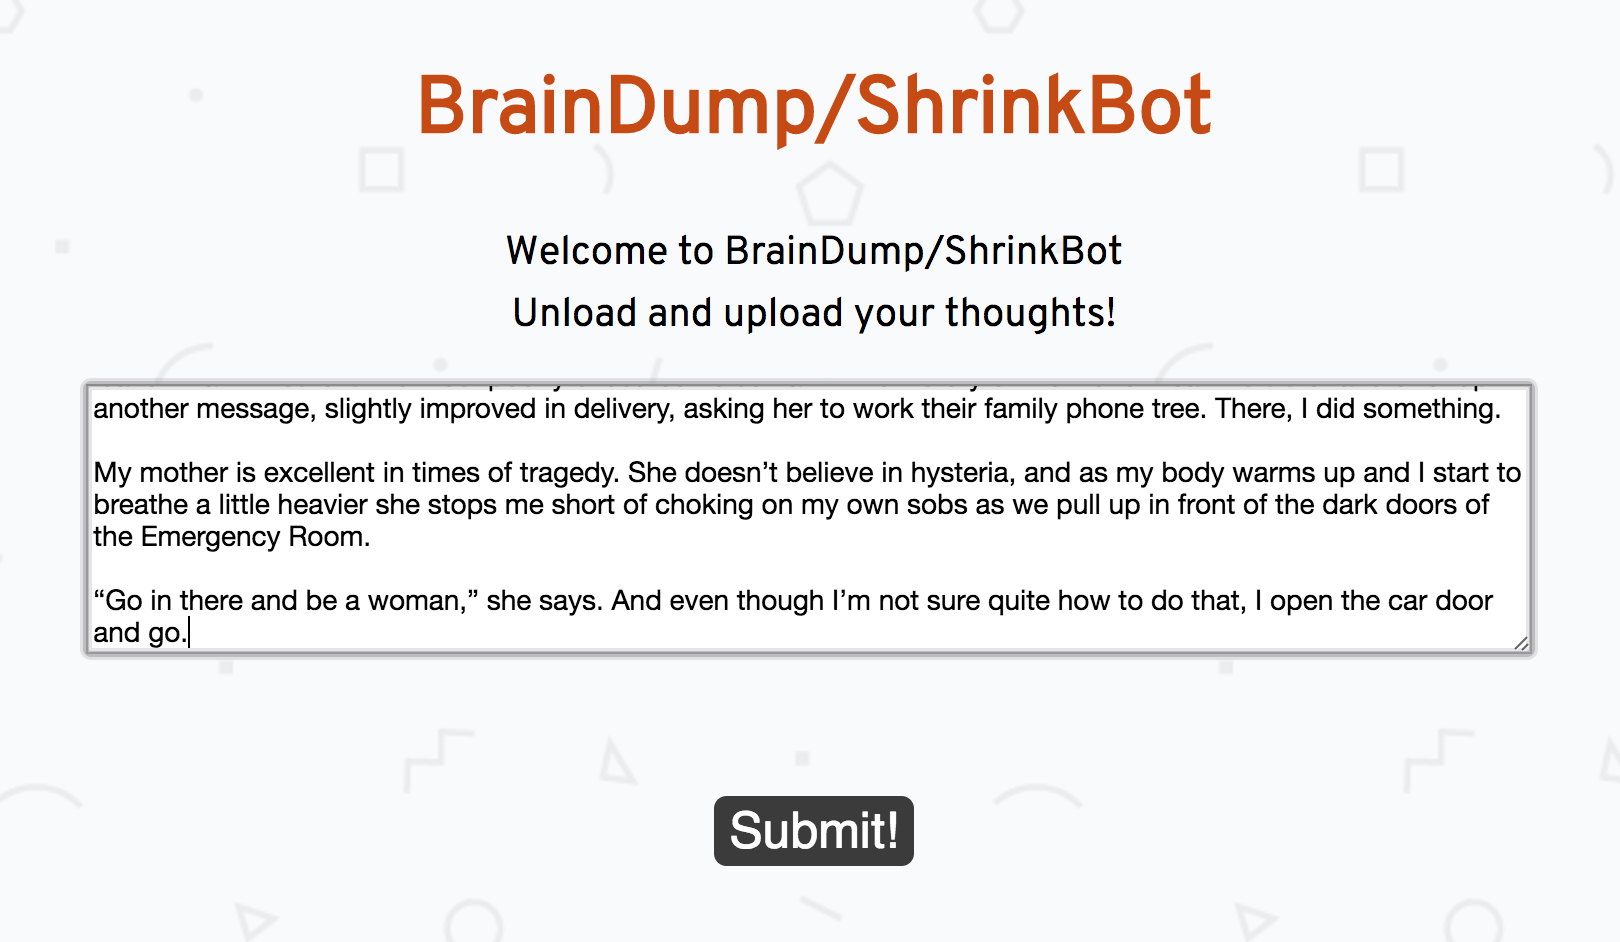 BrainDump/ShrinkBot
Welcome to BrainDump/ShrinkBot
Unload and upload your thoughts!
another message, slightly improved in delivery, asking her to work their family phone tree. There, I did something.
My mother is excellent in times of tragedy. She doesn’t believe in hysteria, and as my body warms up and I start to
breathe a little heavier she stops me short of choking on my own sobs as we pull up in front of the dark doors of
the Emergency Room.
“Go in there and be a woman,” she says. And even though I’m not sure quite how to do that, I open the car door
and go.
Submit!